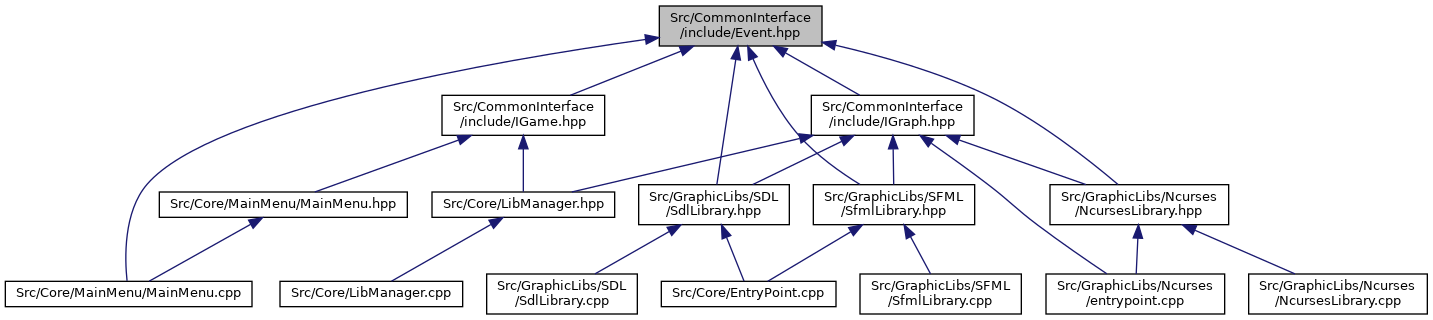 Src/CommonInterface
/include/Event.hpp
Src/CommonInterface
/include/IGame.hpp
Src/CommonInterface
/include/IGraph.hpp
Src/Core/MainMenu/MainMenu.hpp
Src/Core/LibManager.hpp
Src/GraphicLibs/SDL
/SdlLibrary.hpp
Src/GraphicLibs/SFML
/SfmlLibrary.hpp
Src/GraphicLibs/Ncurses
/NcursesLibrary.hpp
Src/Core/MainMenu/MainMenu.cpp
Src/Core/LibManager.cpp
Src/GraphicLibs/SDL
/SdlLibrary.cpp
Src/Core/EntryPoint.cpp
Src/GraphicLibs/SFML
/SfmlLibrary.cpp
Src/GraphicLibs/Ncurses
/entrypoint.cpp
Src/GraphicLibs/Ncurses
/NcursesLibrary.cpp